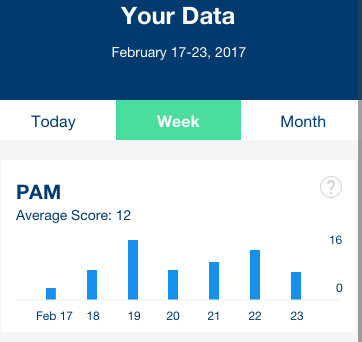 Your Data
February 17-23, 2017
Today Week Month
PAM
?
Average Score: 12
16
0
Feb 17 18 19 20 21 22 23